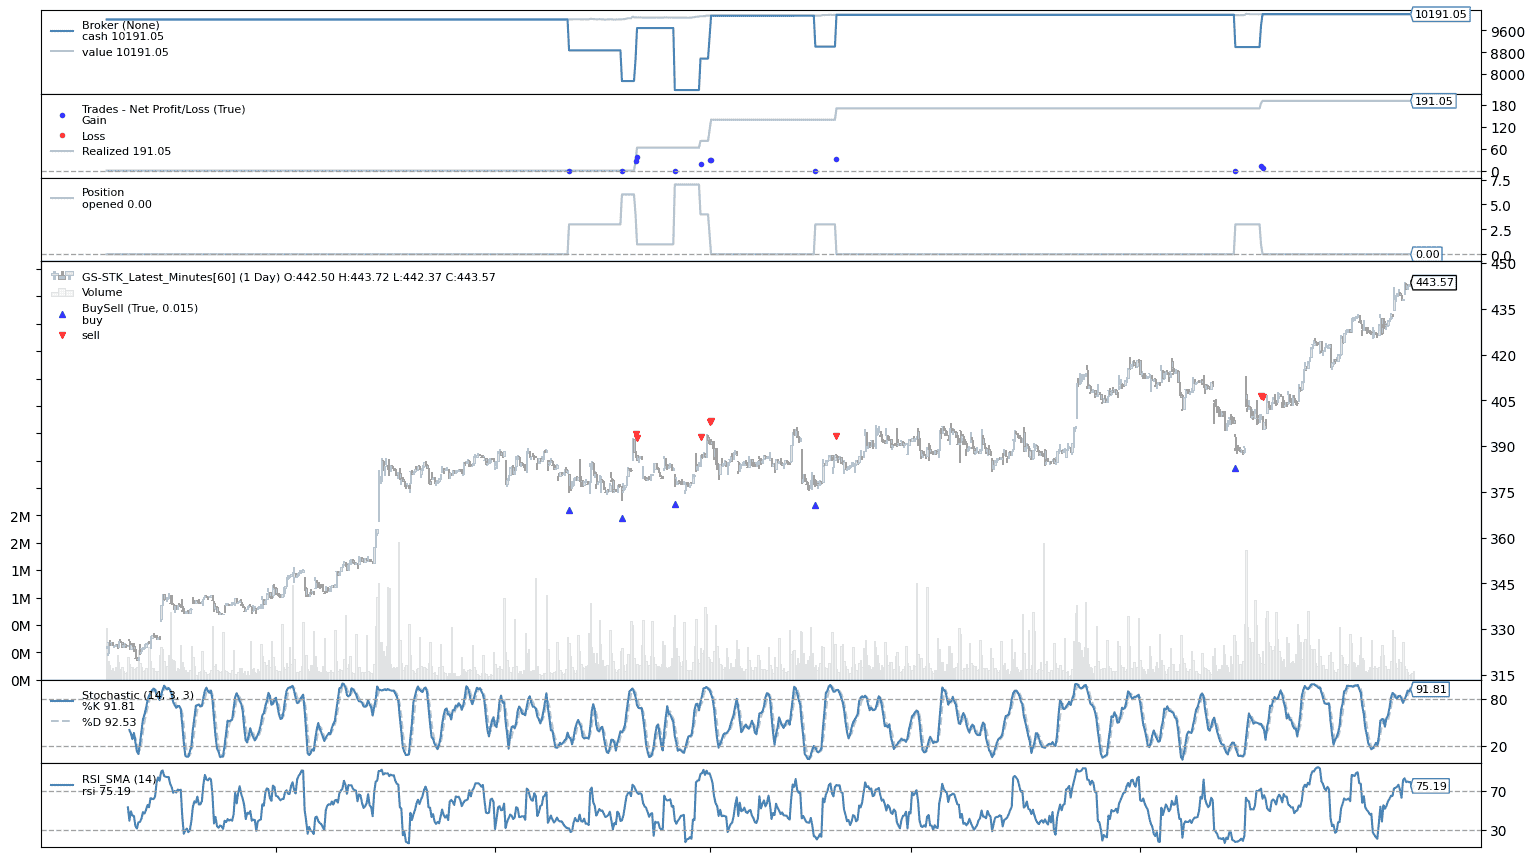 Broker (None)
cash 10191.05
value 10191.05
10191.05
9600
8800
8000
Trades - Net Profit/Loss (True)
Gain
Loss
Realized 191.05
191.05
180
120
60
0
Position
opened 0.00
7.5
5.0
2.5
0.0
0.00
GS-STK_Latest_Minutes[60] (1 Day) O:442.50 H:443.72 L:442.37 C:443.57
Volume
BuySell (True, 0.015)
buy
sell
450
443.57
435
420
405
390
375
360
345
330
315
2M
2M
1M
1M
0M
0M
0M
Stochastic (14, 3, 3)
%K 91.81
%D 92.53
91.81
80
20
RSI_SMA (14)
rsi 75.19
75.19
70
30